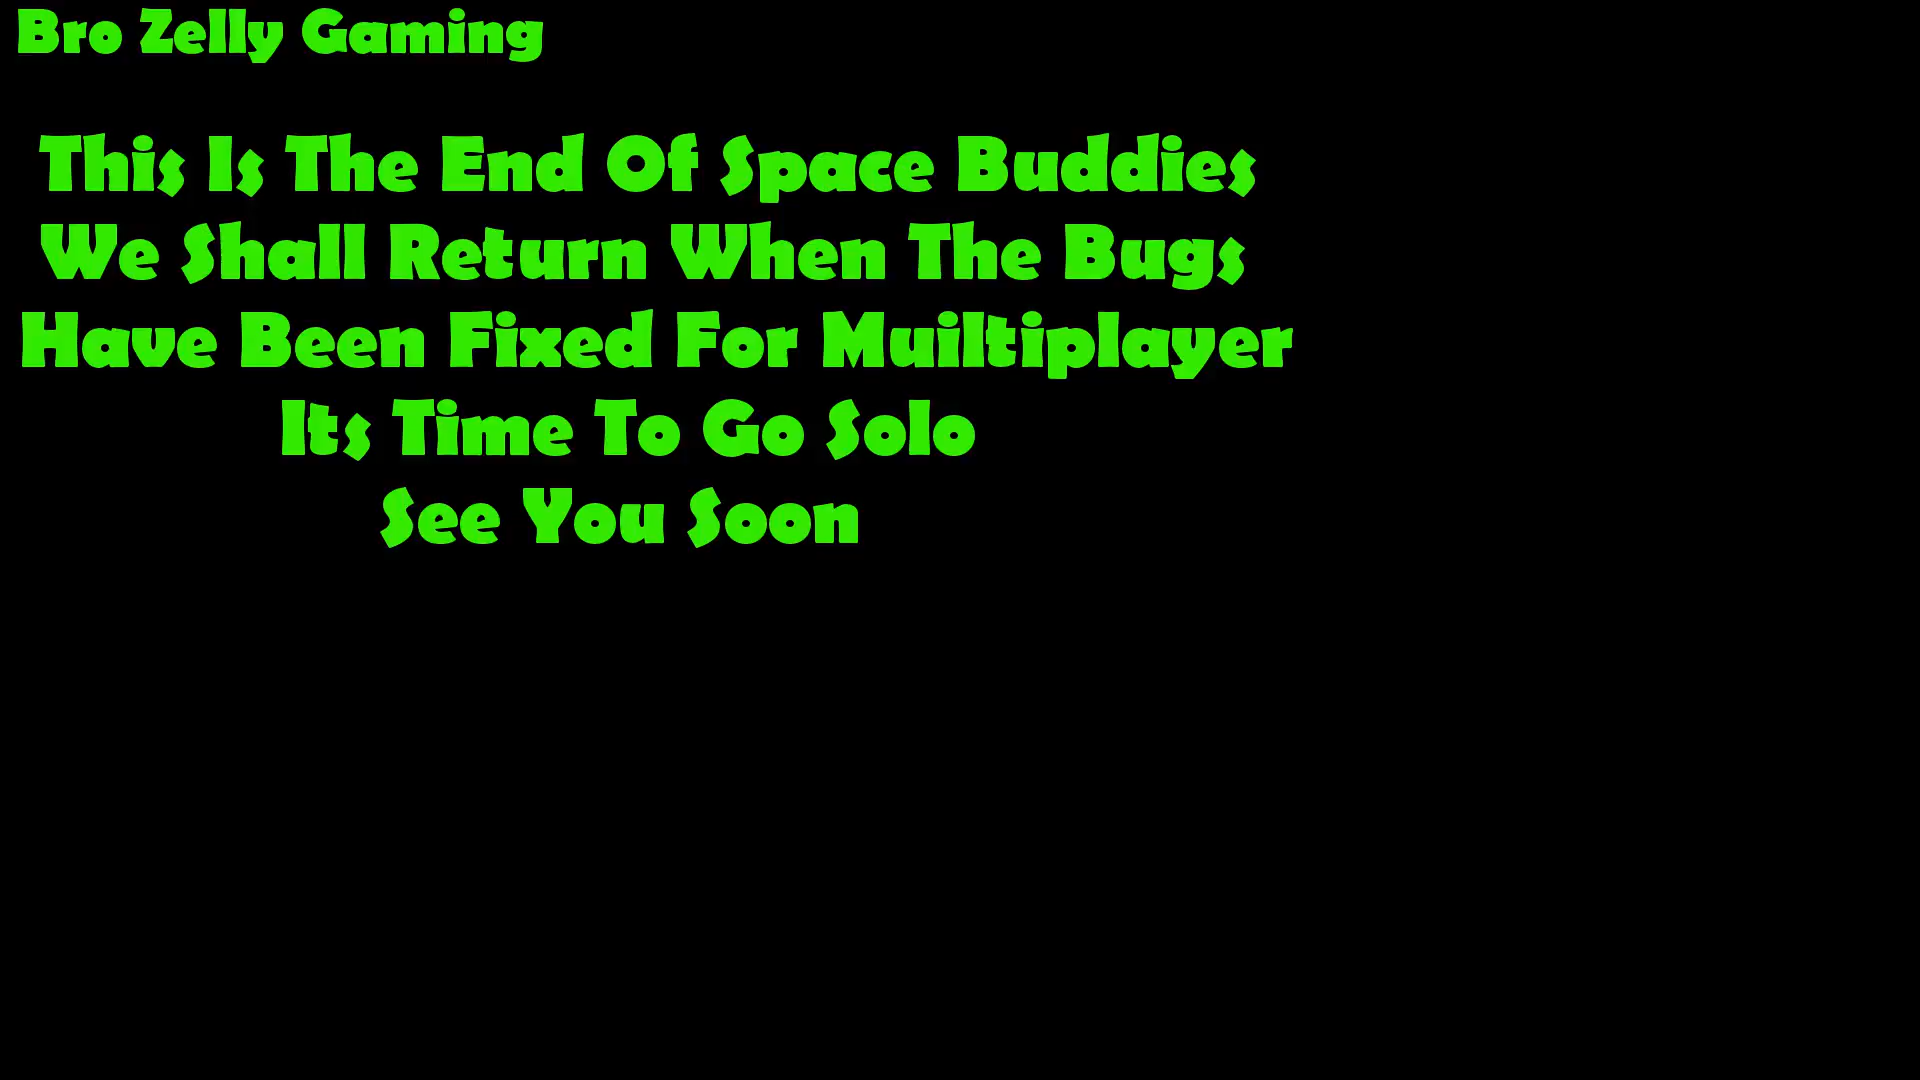 Bro Zelly Gaming
This Is The End Of Space Buddies
We Shall Return When The Bugs
Have Been Fixed For Muiltiplayer
Its Time To Go Solo
See You Soon